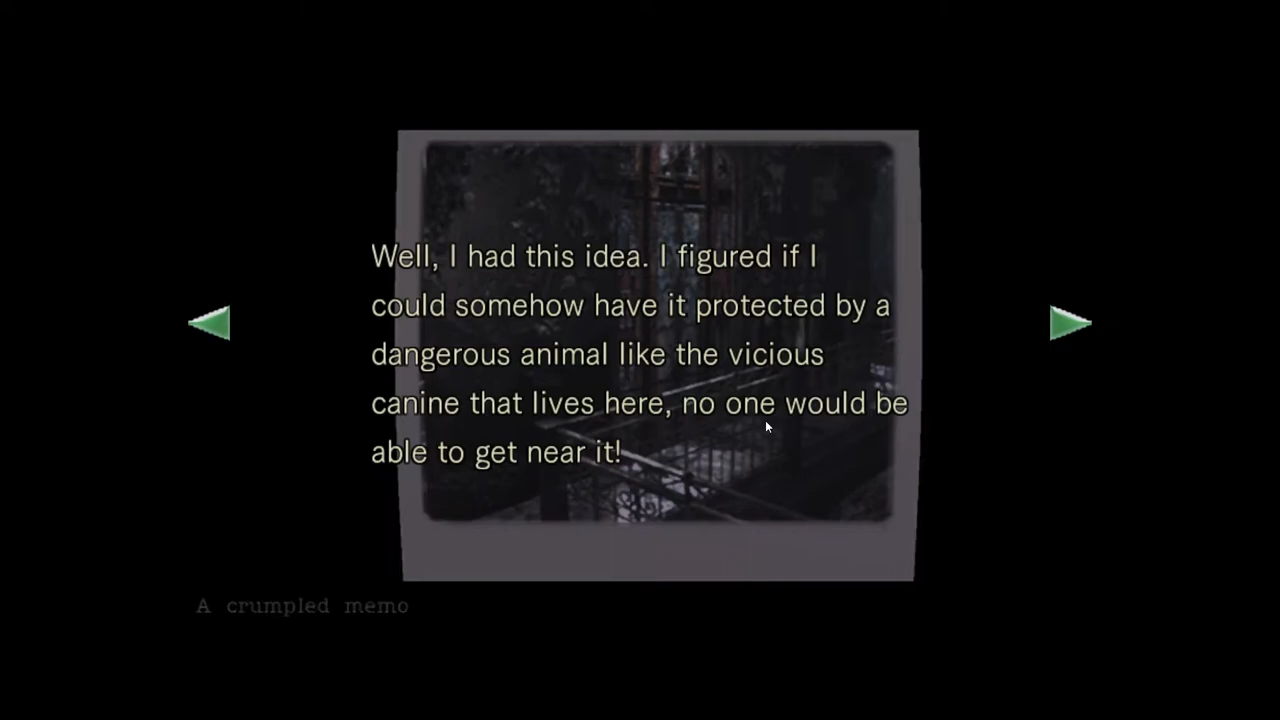 Well, I had this idea. I figured if I
could somehow have it protected by a
dangerous animal like the vicious
canine that lives here, no one would be
able to get near it!
A crumpled memo